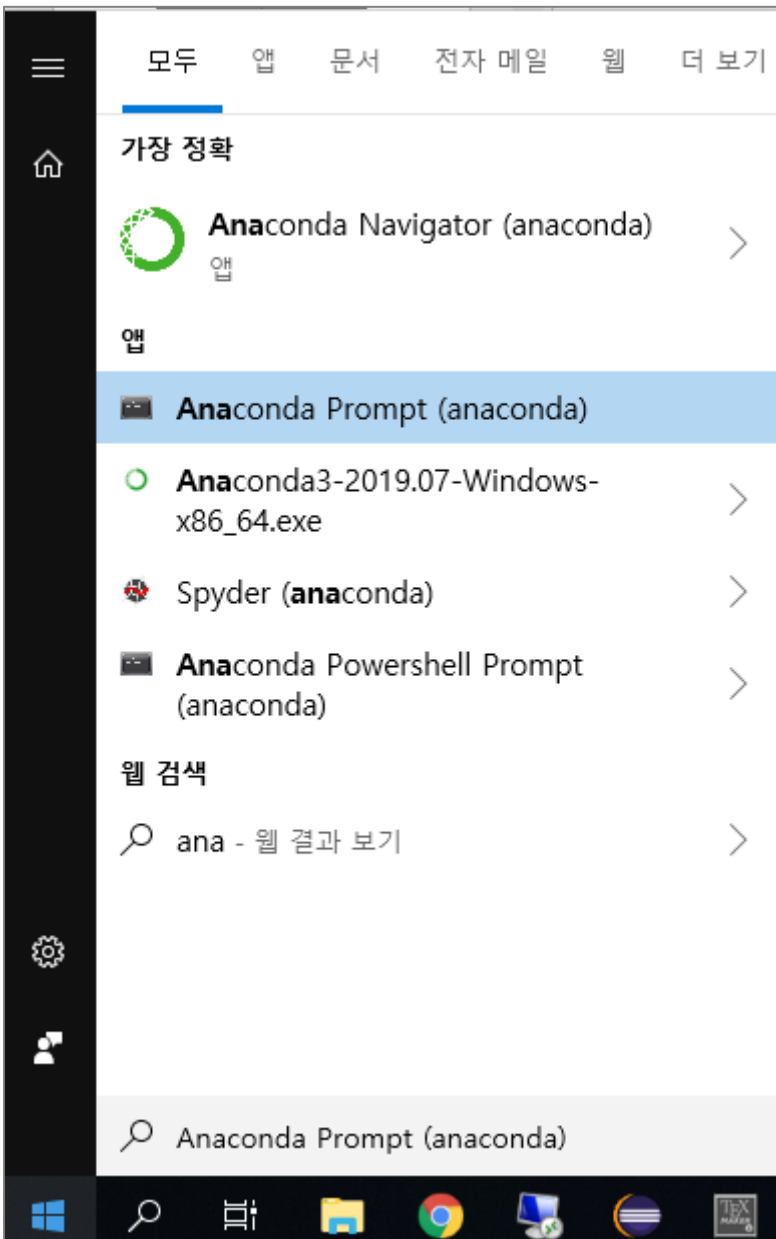 모두 앱 문서 전자 메일 웹 더 보기
가장 정확
Anaconda Navigator (anaconda)
앱
앱
Anaconda Prompt (anaconda)
Anaconda3-2019.07-Windows-
x86_64.exe
Spyder (anaconda)
Anaconda Powershell Prompt
(anaconda)
웹 검색
ana - 웹 결과 보기
Anaconda Prompt (anaconda)
TEX
MAKER